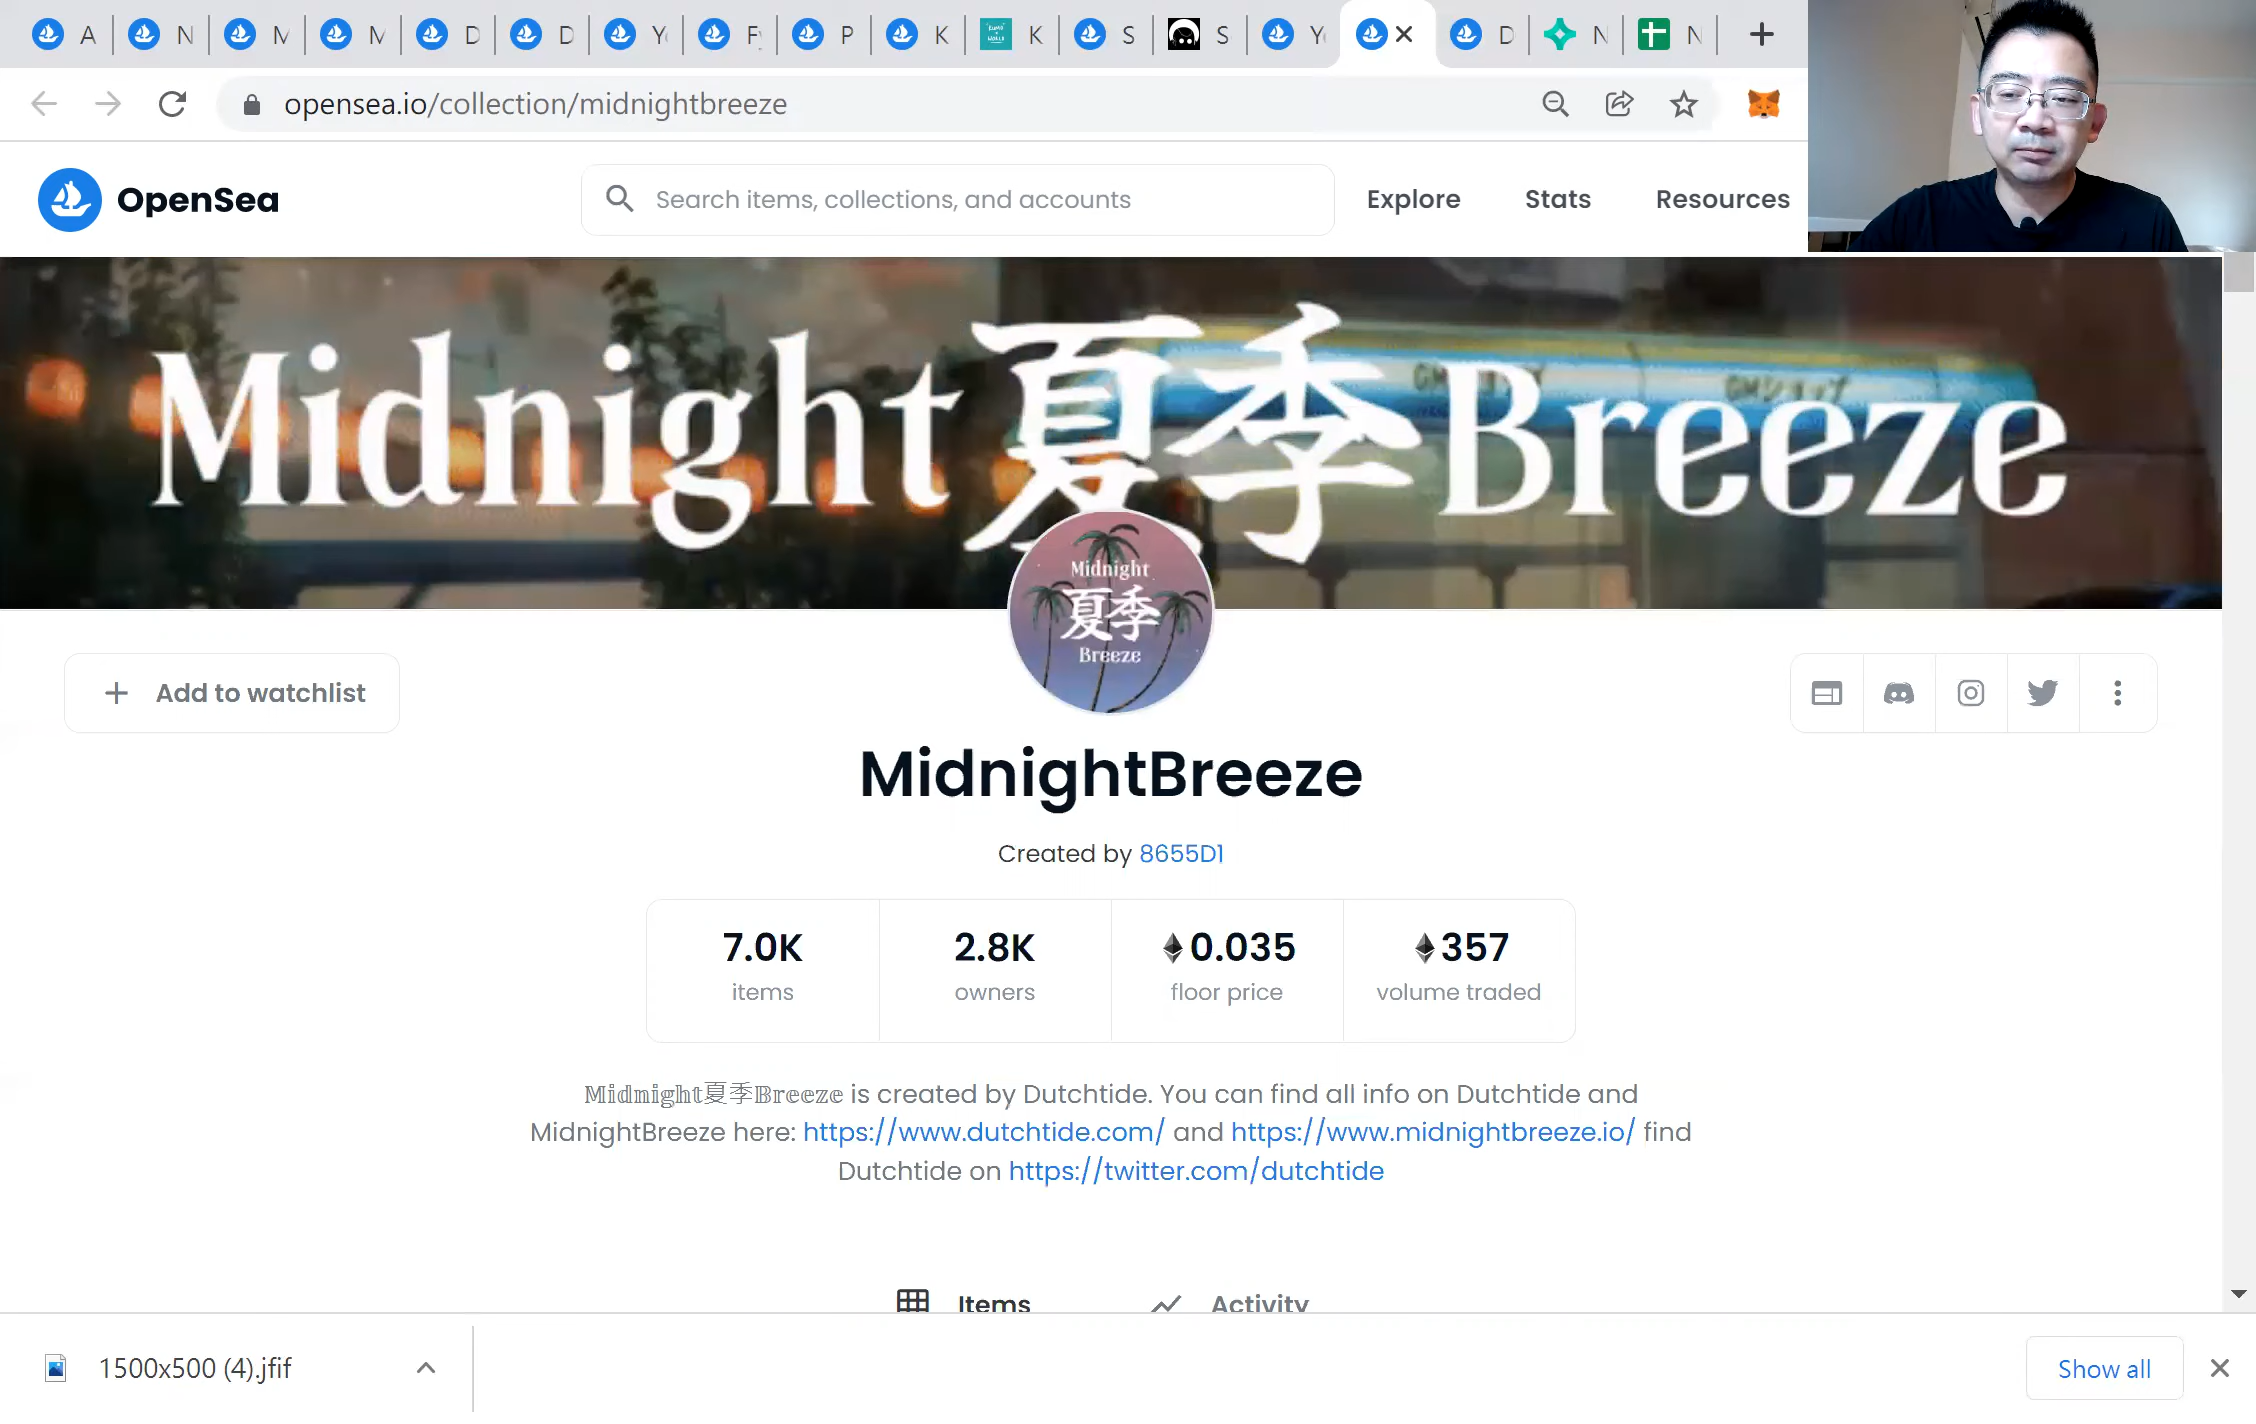 A N M M D D Y F P K K S S Y D N N
opensea.io/collection/midnightbreeze
OpenSea
Search items, collections, and accounts
Explore Stats Resources
Midnight夏季Breeze
Midnight
夏季
Breeze
Add to watchlist
MidnightBreeze
Created by 8655D1
7.0K 2.8K 0.035 357
items owners floor price volume traded
𝕄𝕚𝕕𝕟𝕚𝕘𝕙𝕥夏季𝔹𝕣𝕖𝕖𝕫𝕖 is created by Dutchtide. You can find all info on Dutchtide and
MidnightBreeze here: https://www.dutchtide.com/ and https://www.midnightbreeze.io/ find
Dutchtide on https://twitter.com/dutchtide
Items Activity
1500x500 (4).jfif
Show all